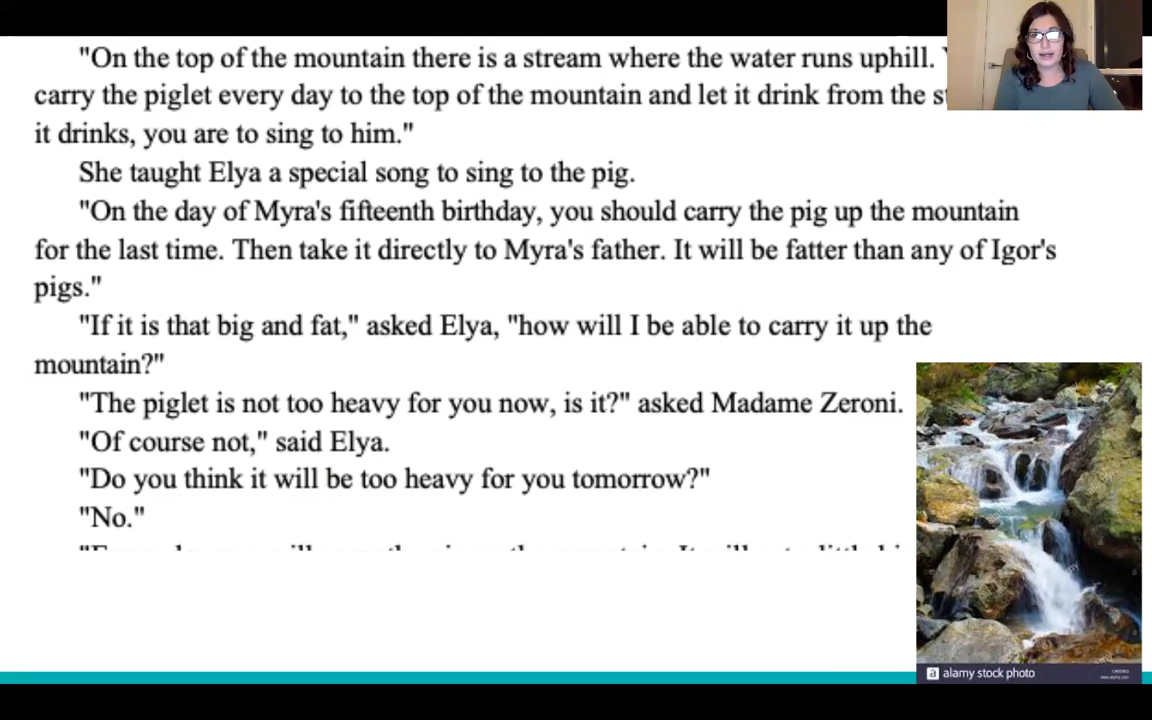 "On the top of the mountain there is a stream where the water runs uphill.
carry the piglet every day to the top of the mountain and let it drink from the
it drinks, you are to sing to him."
She taught Elya a special song to sing to the pig.
"On the day of Myra's fifteenth birthday, you should carry the pig up the mountain
for the last time. Then take it directly to Myra's father. It will be fatter than any of Igor's
pigs."
"If it is that big and fat," asked Elya, "how will I be able to carry it up the
mountain?"
"The piglet is not too heavy for you now, is it?" asked Madame Zeroni.
"Of course not," said Elya.
"Do you think it will be too heavy for you tomorrow?"
"No."
a alamy stock photo